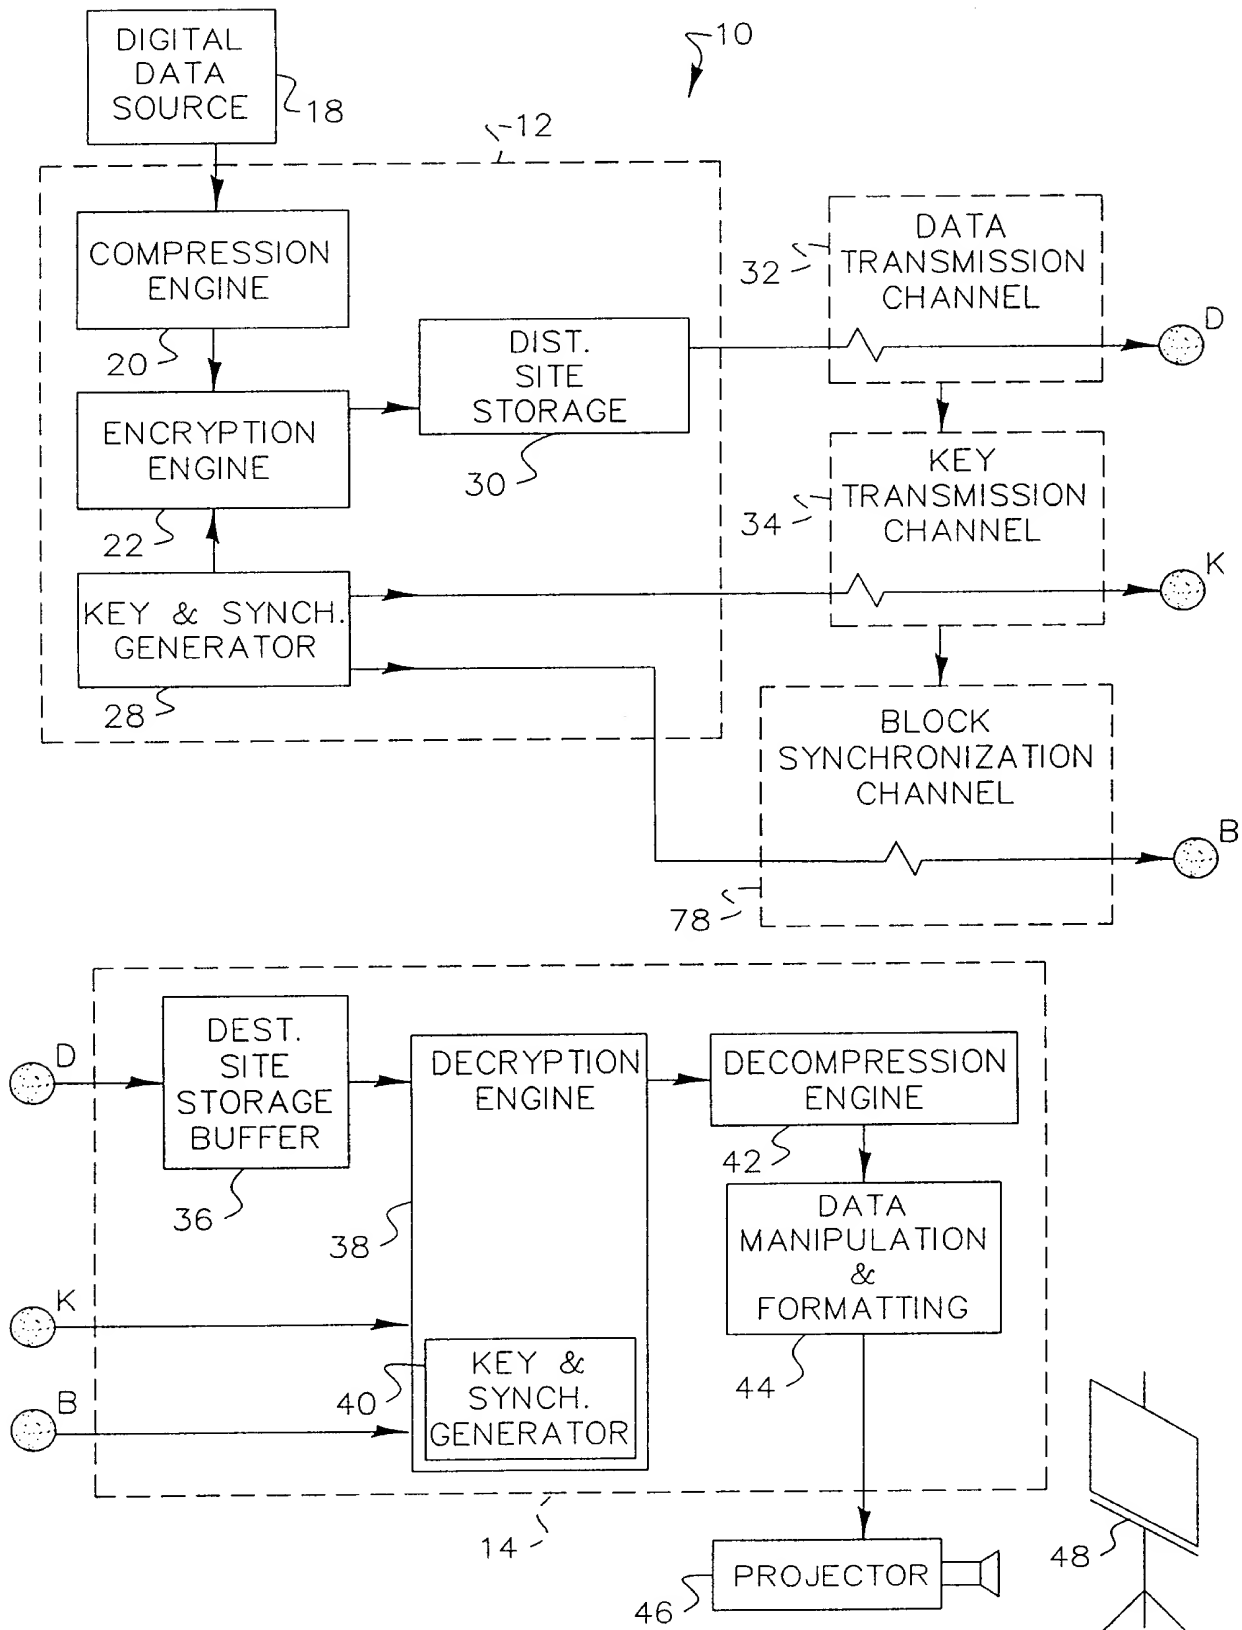 10
DIGITAL
DATA
SOURCE
18
12
COMPRESSION
ENGINE
20
DATA
TRANSMISSION
CHANNEL
32
D
DIST.
SITE
STORAGE
30
ENCRYPTION
ENGINE
22
KEY
TRANSMISSION
CHANNEL
34
K
KEY & SYNCH.
GENERATOR
28
BLOCK
SYNCHRONIZATION
CHANNEL
78
B
D
DEST.
SITE
STORAGE
BUFFER
36
DECRYPTION
ENGINE
38
DECOMPRESSION
ENGINE
42
DATA
MANIPULATION
&
FORMATTING
44
K
B
KEY &
SYNCH.
GENERATOR
40
14
PROJECTOR
46
48